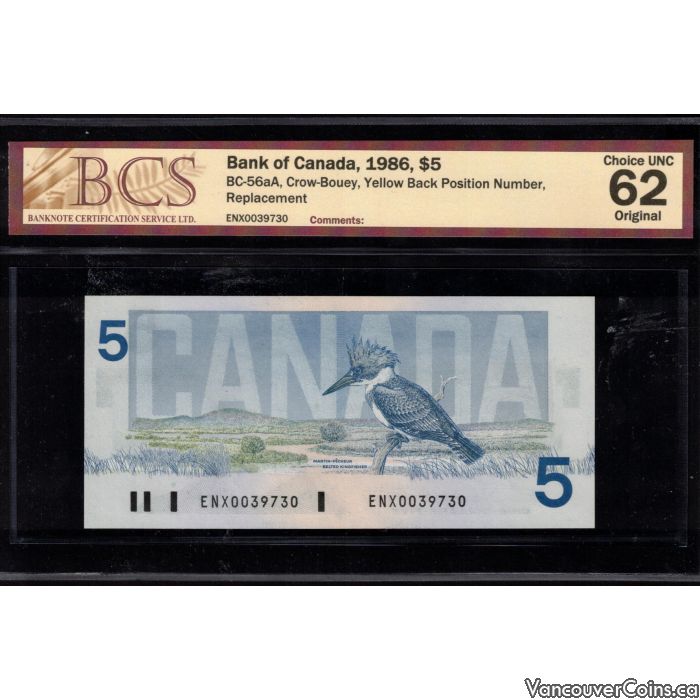 BCS
BANKNOTE CERTIFICATION SERVICE LTD.
Bank of Canada, 1986, $5
BC-56aA, Crow-Bouey, Yellow Back Position Number,
Replacement
ENX0039730 Comments:
Choice UNC
62
Original
5
CANADA
MARTIN-PÊCHEUR
BELTED KINGFISHER
ENX0039730 ENX0039730
5
VancouverCoins.ca